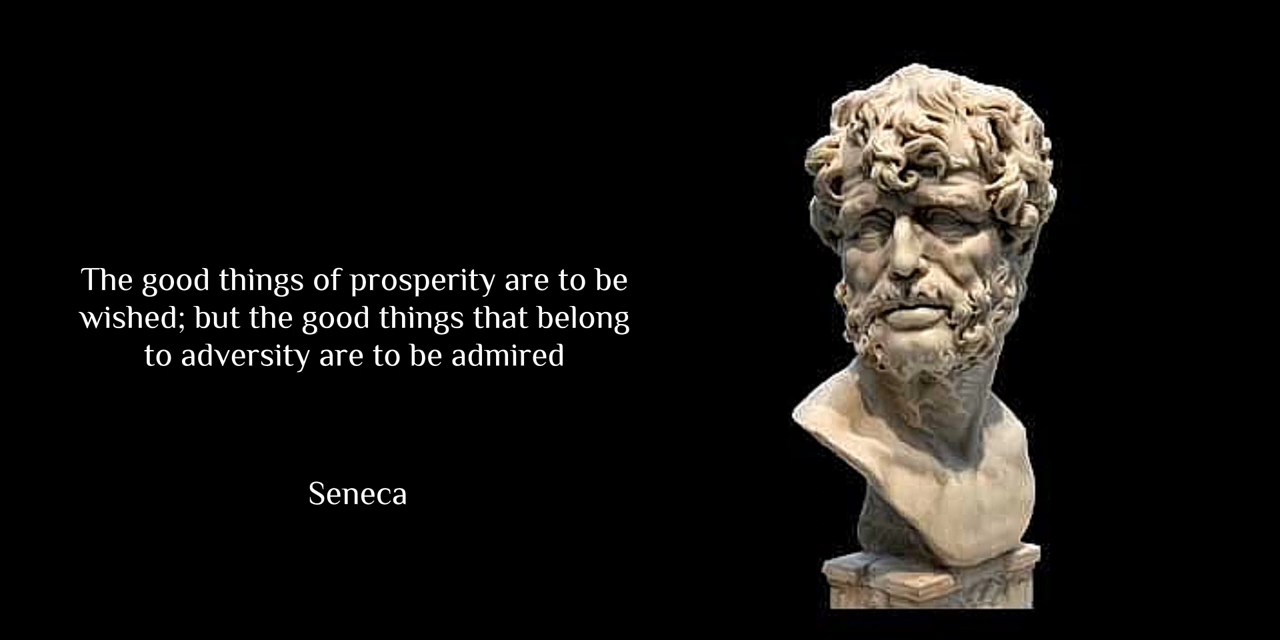 The good things of prosperity are to be
wished; but the good things that belong
to adversity are to be admired
Seneca